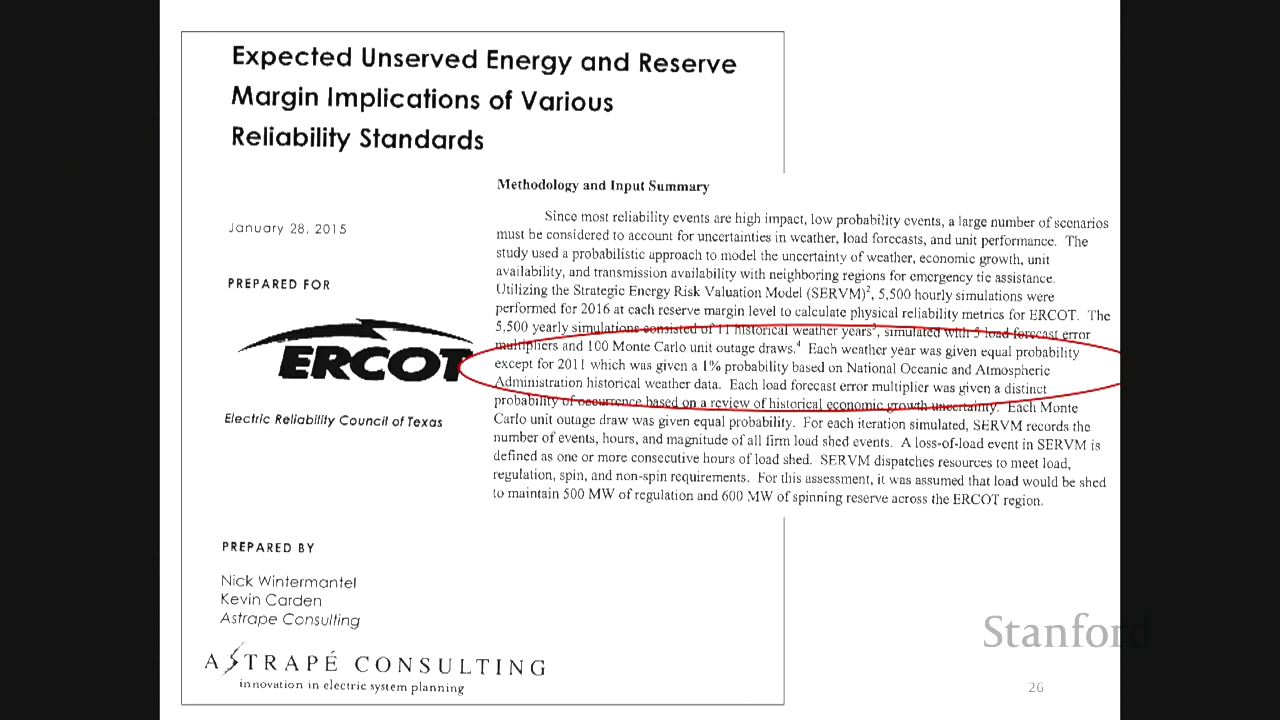 Expected Unserved Energy and Reserve
Margin Implications of Various
Reliability Standards
January 28, 2015
PREPARED FOR
ERCOT
Electric Reliability Council of Texas
PREPARED BY
Nick Wintermantel
Kevin Carden
Astrape Consulting
ASTRAPÉ CONSULTING
innovation in electric system planning
Methodology and Input Summary
Since most reliability events are high impact, low probability events, a large number of scenarios
must be considered to account for uncertainties in weather, load forecasts, and unit performance. The
study used a probabilistic approach to model the uncertainty of weather, economic growth, unit
availability, and transmission availability with neighboring regions for emergency tie assistance.
Utilizing the Strategic Energy Risk Valuation Model (SERVM)², 5,500 hourly simulations were
performed for 2016 at each reserve margin level to calculate physical reliability metrics for ERCOT. The
5,500 yearly simulations consisted of 11 historical weather years³, simulated with 5 load forecast error
multipliers and 100 Monte Carlo unit outage draws.⁴ Each weather year was given equal probability
except for 2011 which was given a 1% probability based on National Oceanic and Atmospheric
Administration historical weather data. Each load forecast error multiplier was given a distinct
probability of occurrence based on a review of historical economic growth uncertainty. Each Monte
Carlo unit outage draw was given equal probability. For each iteration simulated, SERVM records the
number of events, hours, and magnitude of all firm load shed events. A loss-of-load event in SERVM is
defined as one or more consecutive hours of load shed. SERVM dispatches resources to meet load,
regulation, spin, and non-spin requirements. For this assessment, it was assumed that load would be shed
to maintain 500 MW of regulation and 600 MW of spinning reserve across the ERCOT region.
Stanford
26